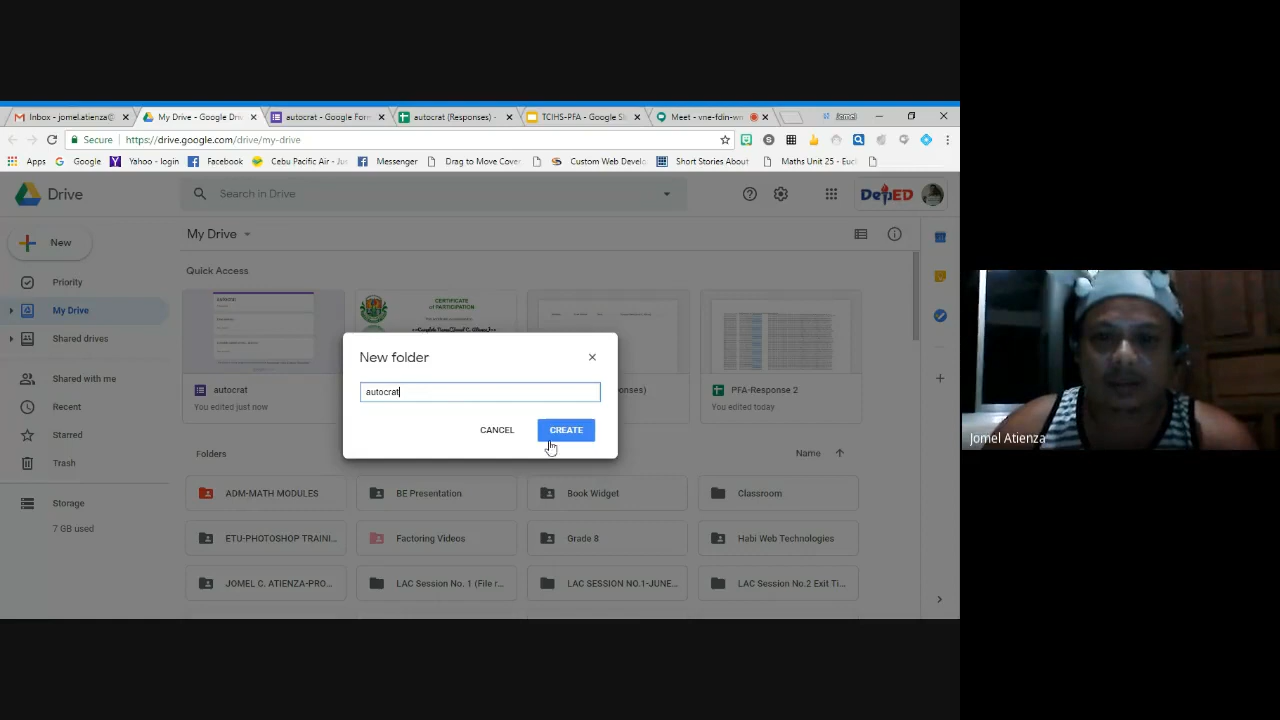 Inbox - jomel.atienza@
My Drive - Google Dri
autocrat - Google Form
autocrat (Responses) -
TCIHS-PFA - Google Sli
Meet - vne-fdin-wn
Jomel
Secure
https://drive.google.com/drive/my-drive
Apps
Google
Yahoo - login
Facebook
Cebu Pacific Air - Ju
Messenger
Drag to Move Cover
Custom Web Develo
Short Stories About
Maths Unit 25 - Eucl
Drive
Search in Drive
DepED
New
My Drive
Quick Access
Priority
My Drive
Shared drives
Shared with me
Recent
Starred
Trash
Storage
7 GB used
CERTIFICATE
of PARTICIPATION
New folder
autocrat
CANCEL
CREATE
autocrat
You edited just now
onses)
PFA-Response 2
You edited today
Folders
Name
ADM-MATH MODULES
BE Presentation
Book Widget
Classroom
ETU-PHOTOSHOP TRAINI...
Factoring Videos
Grade 8
Habi Web Technologies
JOMEL C. ATIENZA-PRO...
LAC Session No. 1 (File r...
LAC SESSION NO.1-JUNE...
LAC Session No.2 Exit Ti...
Jomel Atienza